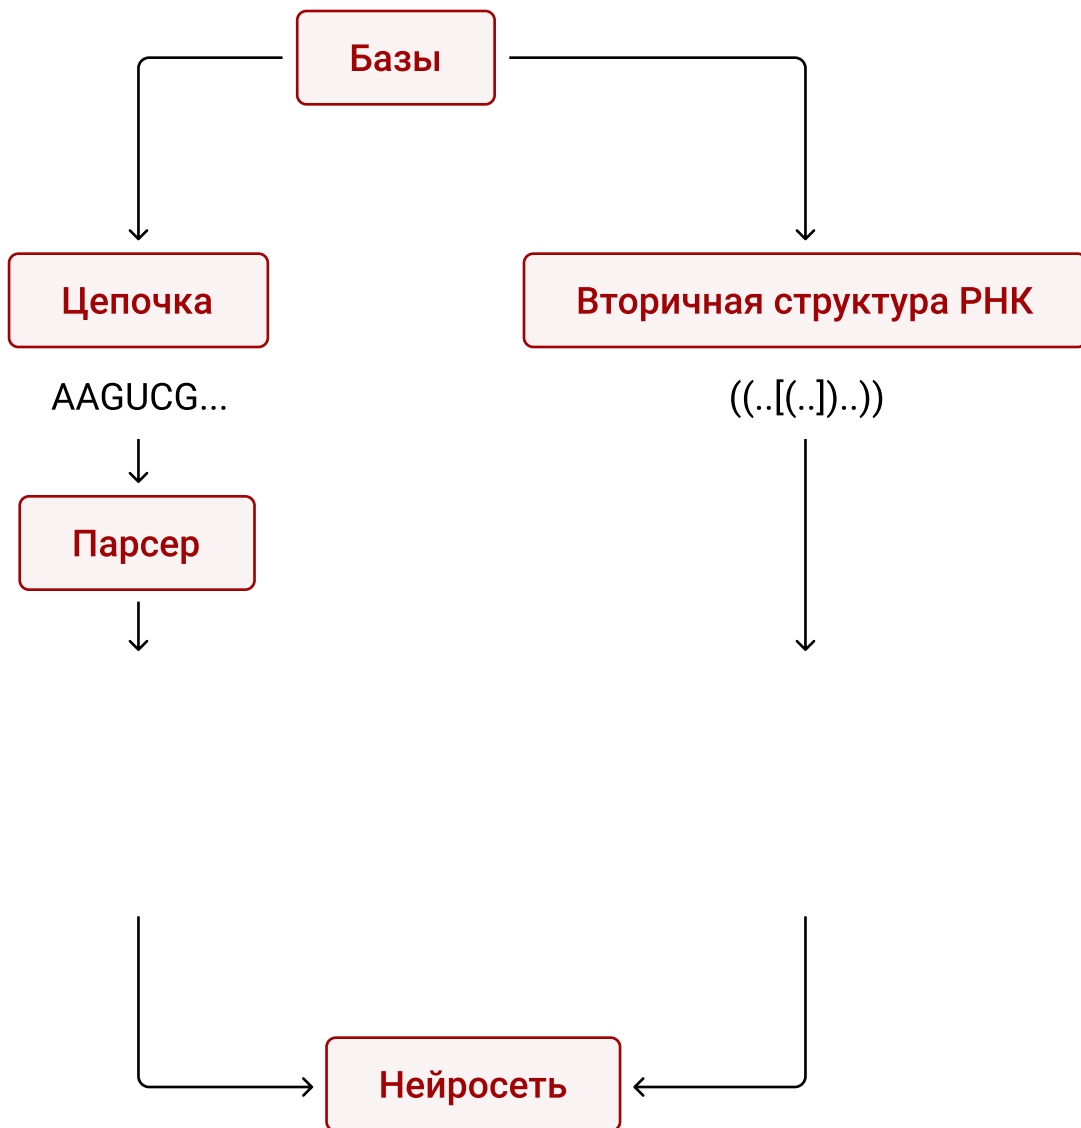 Базы
Цепочка
Вторичная структура РНК
AAGUCG...
((..[(..])..))
Парсер
Нейросеть